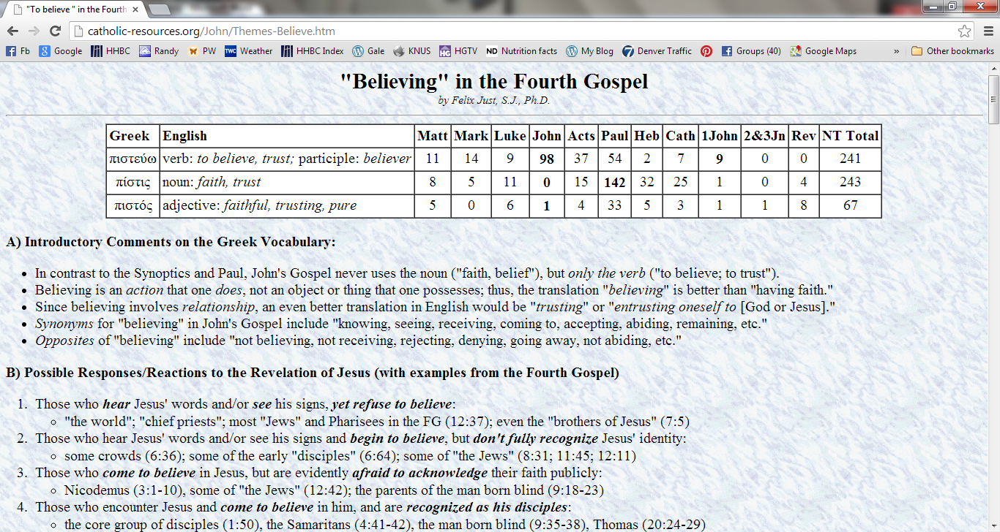 "To believe " in the Fourth
catholic-resources.org/John/Themes-Believe.htm
Fb Google HHBC Randy PW Weather HHBC Index Gale KNUS HGTV Nutrition facts My Blog Denver Traffic Groups (40) Google Maps » Other bookmarks
"Believing" in the Fourth Gospel
by Felix Just, S.J., Ph.D.
Greek English Matt Mark Luke John Acts Paul Heb Cath 1John 2&3Jn Rev NT Total
πιστεύω verb: to believe, trust; participle: believer 11 14 9 98 37 54 2 7 9 0 0 241
πίστις noun: faith, trust 8 5 11 0 15 142 32 25 1 0 4 243
πιστός adjective: faithful, trusting, pure 5 0 6 1 4 33 5 3 1 1 8 67
A) Introductory Comments on the Greek Vocabulary:
• In contrast to the Synoptics and Paul, John's Gospel never uses the noun ("faith, belief"), but only the verb ("to believe; to trust").
• Believing is an action that one does, not an object or thing that one possesses; thus, the translation "believing" is better than "having faith."
• Since believing involves relationship, an even better translation in English would be "trusting" or "entrusting oneself to [God or Jesus]."
• Synonyms for "believing" in John's Gospel include "knowing, seeing, receiving, coming to, accepting, abiding, remaining, etc."
• Opposites of "believing" include "not believing, not receiving, rejecting, denying, going away, not abiding, etc."
B) Possible Responses/Reactions to the Revelation of Jesus (with examples from the Fourth Gospel)
1. Those who hear Jesus' words and/or see his signs, yet refuse to believe:
◦ "the world"; "chief priests"; most "Jews" and Pharisees in the FG (12:37); even the "brothers of Jesus" (7:5)
2. Those who hear Jesus' words and/or see his signs and begin to believe, but don't fully recognize Jesus' identity:
◦ some crowds (6:36); some of the early "disciples" (6:64); some of "the Jews" (8:31; 11:45; 12:11)
3. Those who come to believe in Jesus, but are evidently afraid to acknowledge their faith publicly:
◦ Nicodemus (3:1-10), some of "the Jews" (12:42); the parents of the man born blind (9:18-23)
4. Those who encounter Jesus and come to believe in him, and are recognized as his disciples:
◦ the core group of disciples (1:50), the Samaritans (4:41-42), the man born blind (9:35-38), Thomas (20:24-29)